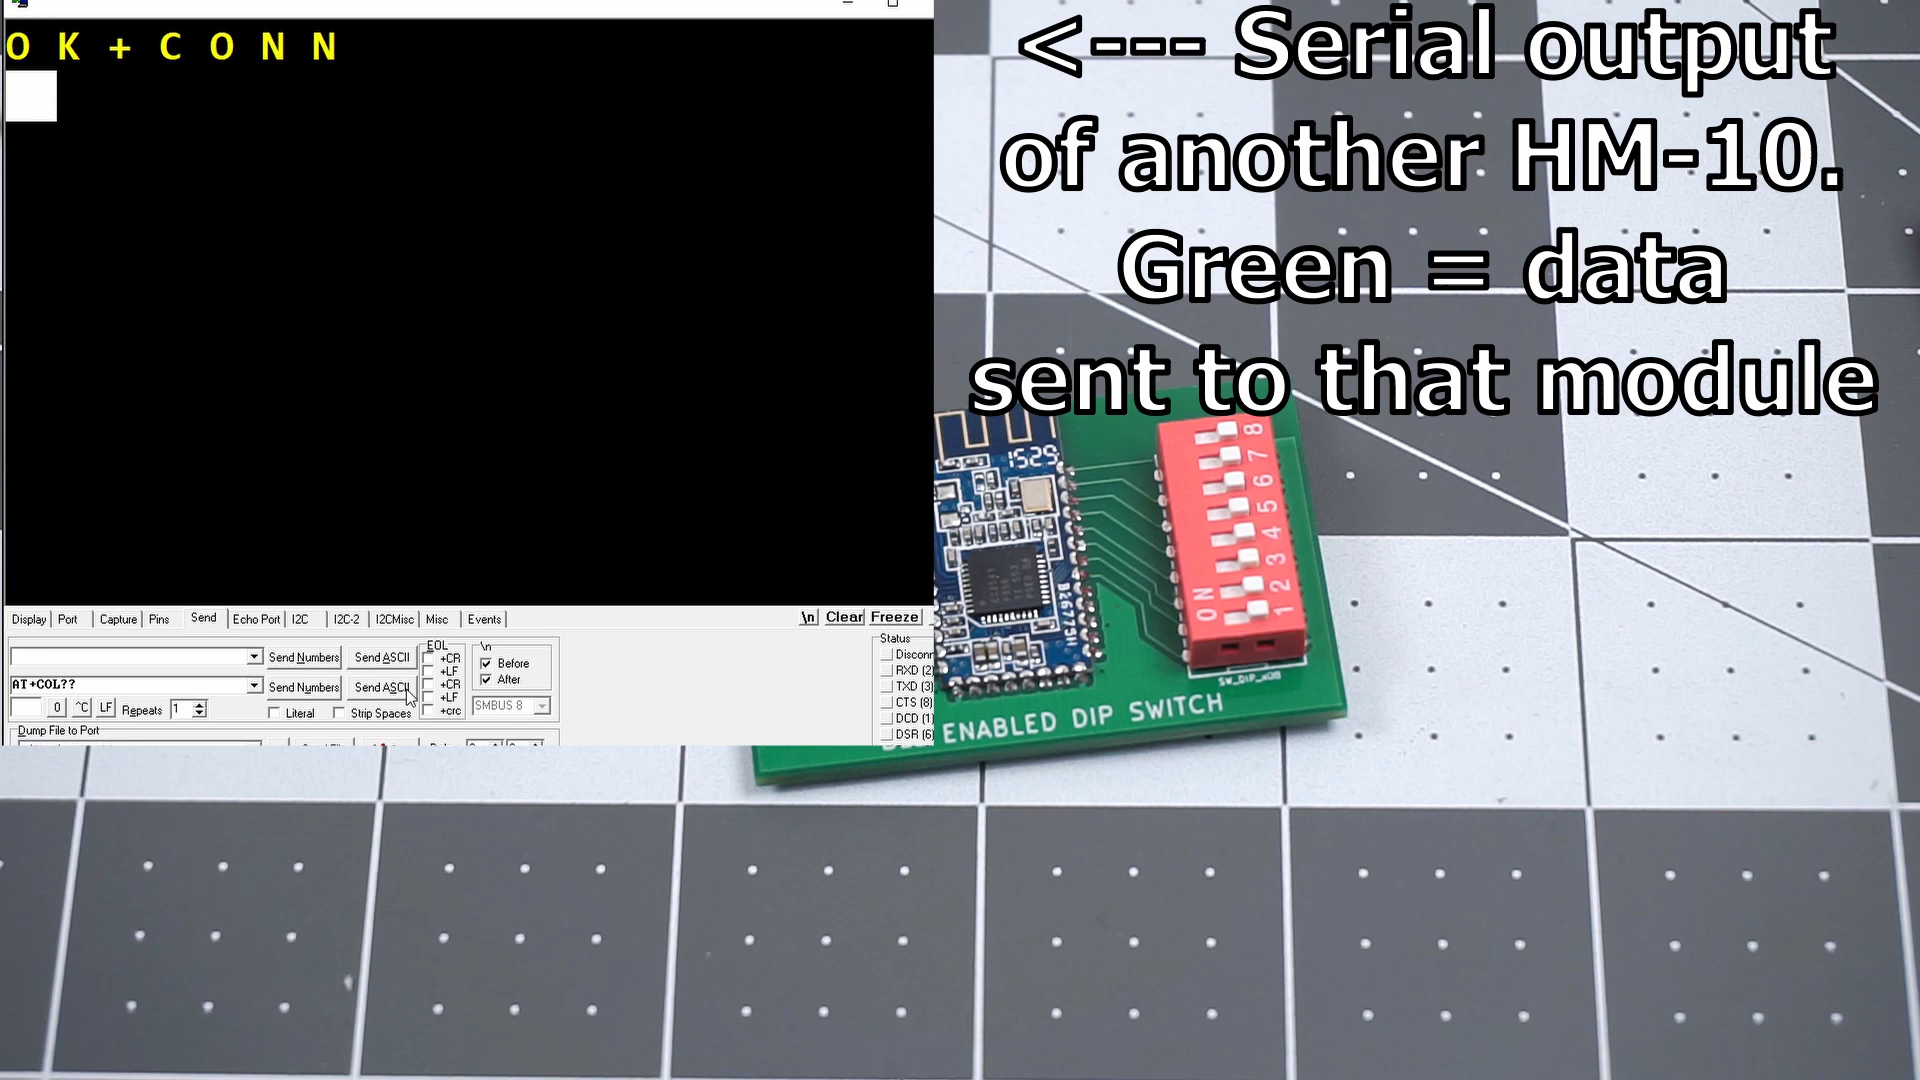 O K + C O N N
<--- Serial output
of another HM-10.
Green = data
sent to that module
Display Port Capture Pins Send Echo Port I2C I2C-2 I2CMisc Misc Events \n Clear Freeze
Send Numbers Send ASCII
AT+COL??
Send Numbers Send ASCII
0 ^C LF Repeats 1 Literal Strip Spaces
EOL
+CR
+LF
+CR
+LF
+crc
\n
Before
After
SMBUS 8
Dump File to Port
Status
Disconn
RXD (2)
TXD (3)
CTS (8)
DCD (1)
DSR (6)
1529
ON
1 2 3 4 5 6 7 8
SW_DIP_x08
ENABLED DIP SWITCH